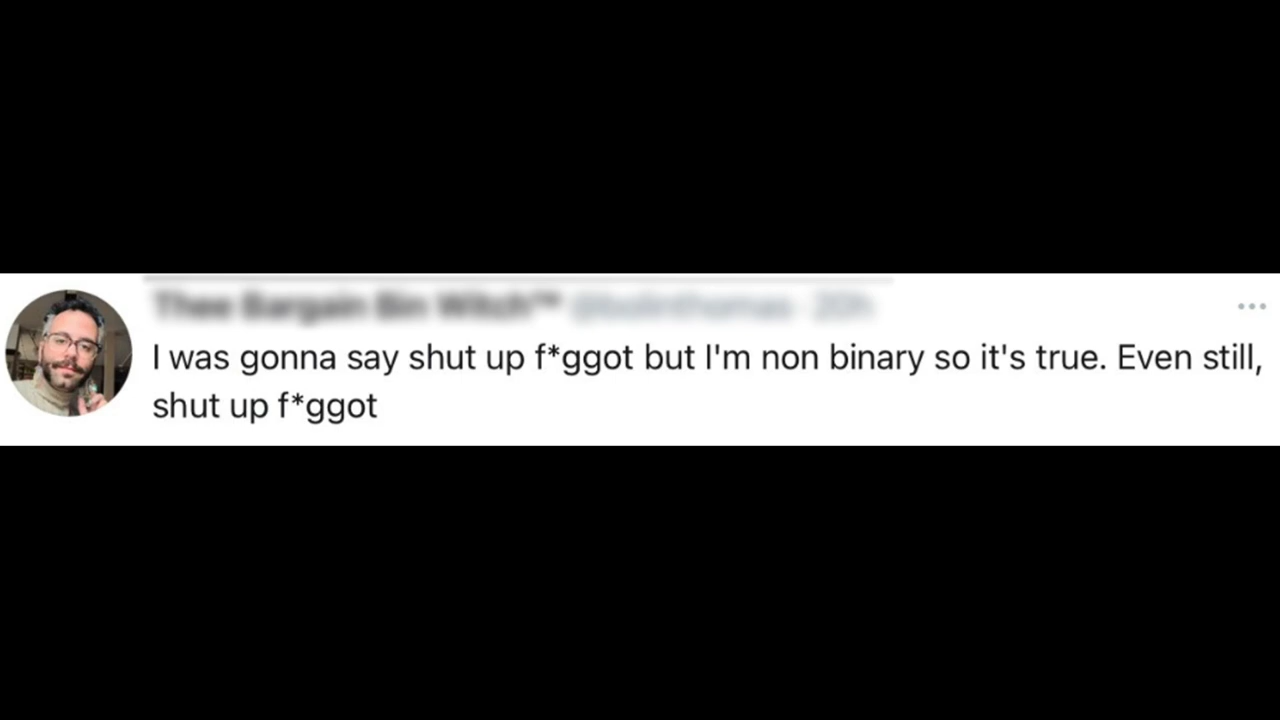 I was gonna say shut up f*ggot but I'm non binary so it's true. Even still,
shut up f*ggot